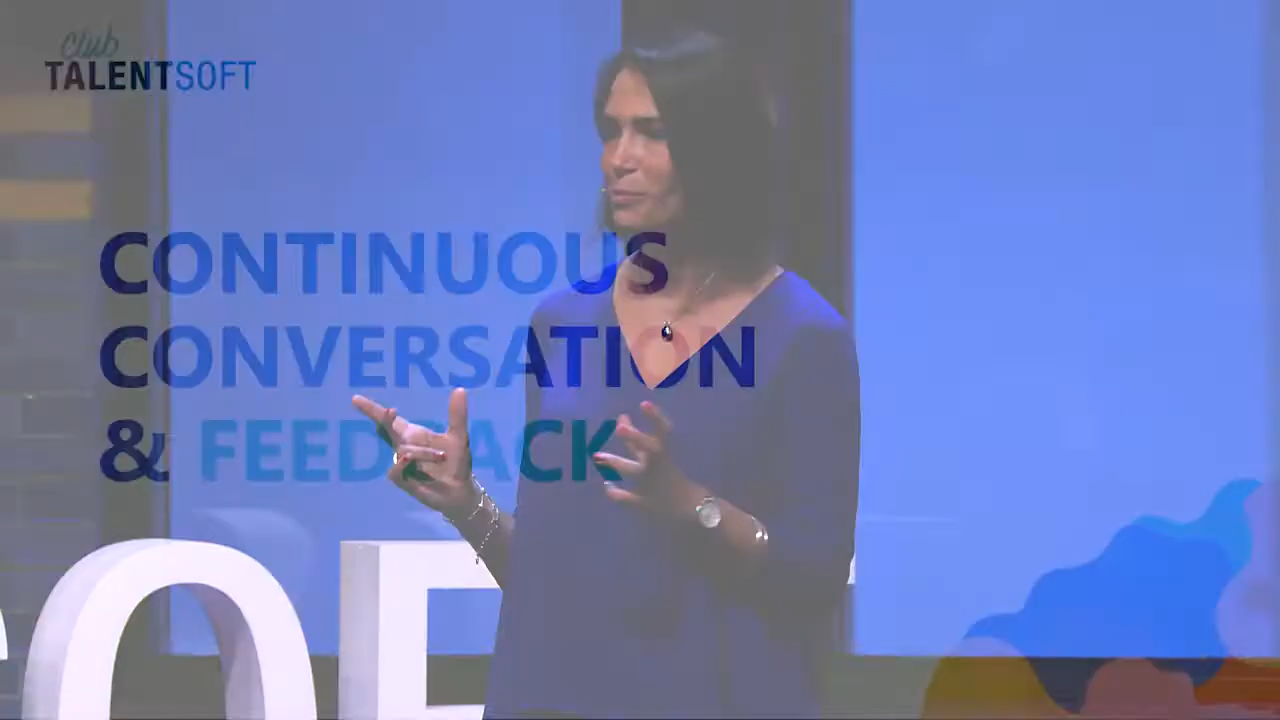 club
TALENTSOFT
CONTINUOUS
CONVERSATION
& FEEDBACK